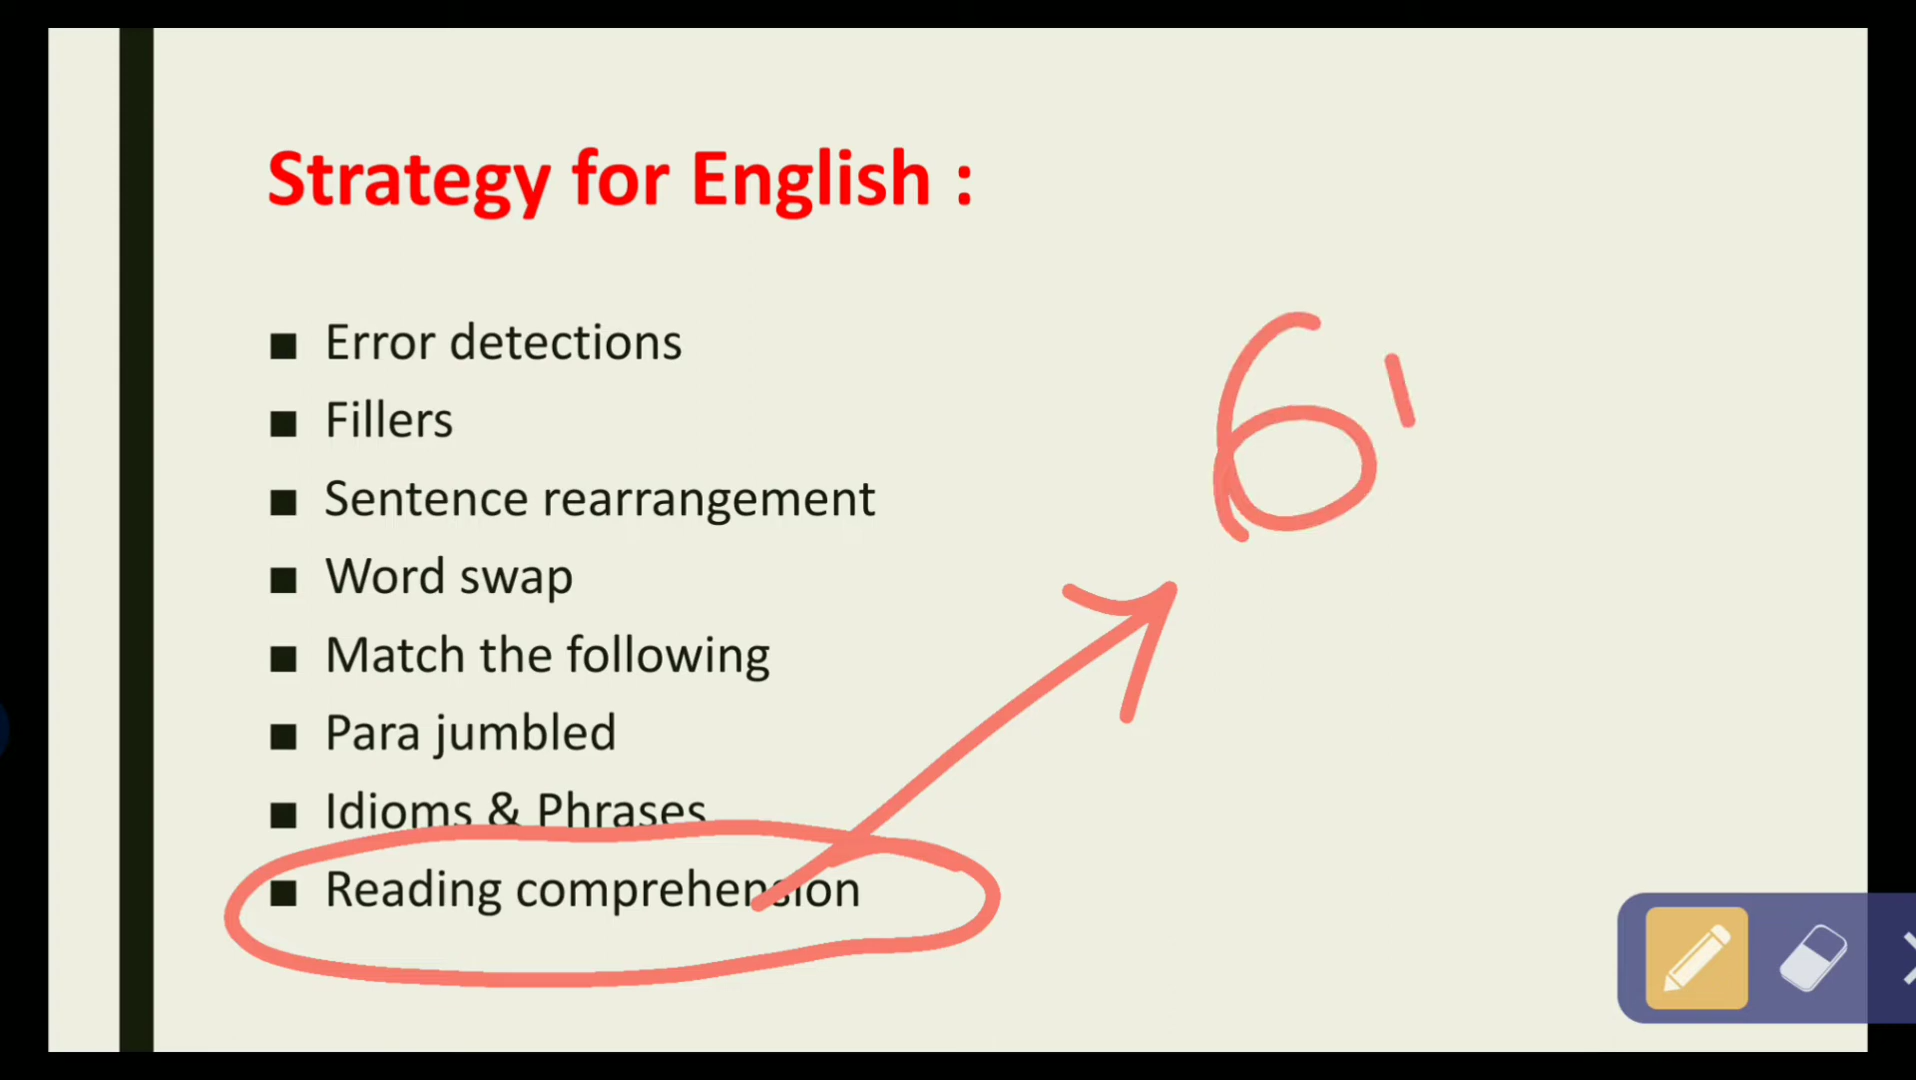 Strategy for English :
■ Error detections
■ Fillers
■ Sentence rearrangement
■ Word swap
■ Match the following
■ Para jumbled
■ Idioms & Phrases
■ Reading comprehension
6'